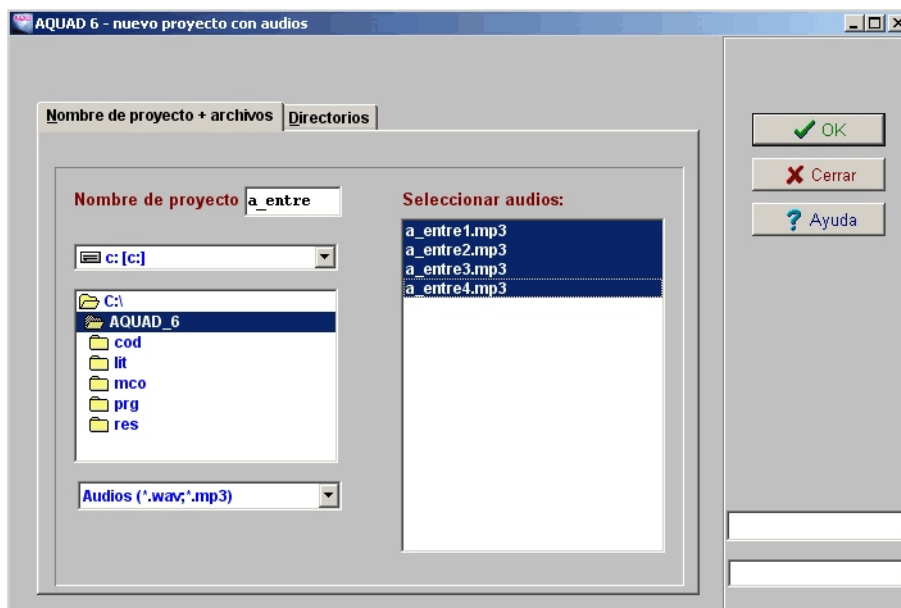 AQUAD 6 - nuevo proyecto con audios
Nombre de proyecto + archivos
Directorios
OK
Cerrar
Ayuda
Nombre de proyecto a_entre
c: [c:]
C:\
AQUAD_6
cod
lit
mco
prg
res
Audios (*.wav;*.mp3)
Seleccionar audios:
a_entre1.mp3
a_entre2.mp3
a_entre3.mp3
a_entre4.mp3